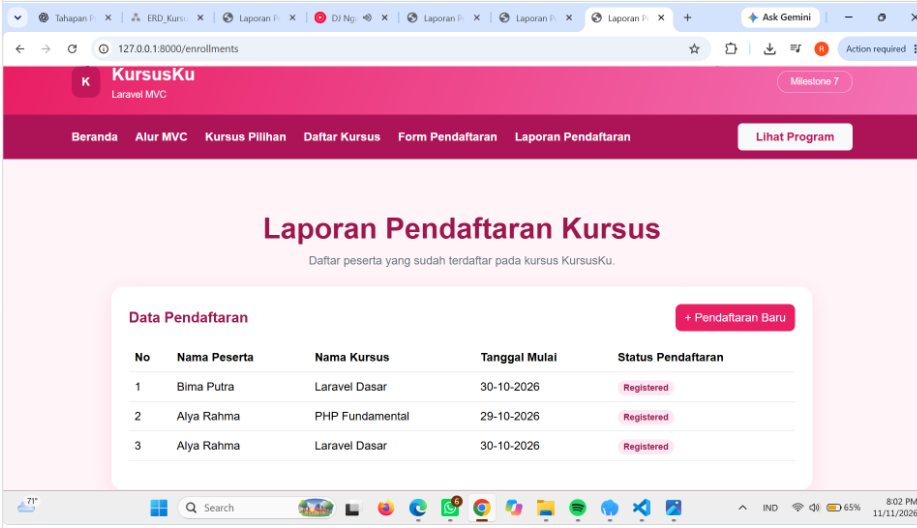 Tahapan P
ERD_Kursu
Laporan P
DJ Ng
Laporan P
Laporan P
Laporan P
Ask Gemini
127.0.0.1:8000/enrollments
R
Action required
K
KursusKu
Laravel MVC
Milestone 7
Beranda Alur MVC Kursus Pilihan Daftar Kursus Form Pendaftaran Laporan Pendaftaran Lihat Program
Laporan Pendaftaran Kursus
Daftar peserta yang sudah terdaftar pada kursus KursusKu.
Data Pendaftaran + Pendaftaran Baru
No Nama Peserta Nama Kursus Tanggal Mulai Status Pendaftaran
1 Bima Putra Laravel Dasar 30-10-2026 Registered
2 Alya Rahma PHP Fundamental 29-10-2026 Registered
3 Alya Rahma Laravel Dasar 30-10-2026 Registered
71°
Search
6
IND
65%
8:02 PM
11/11/2026